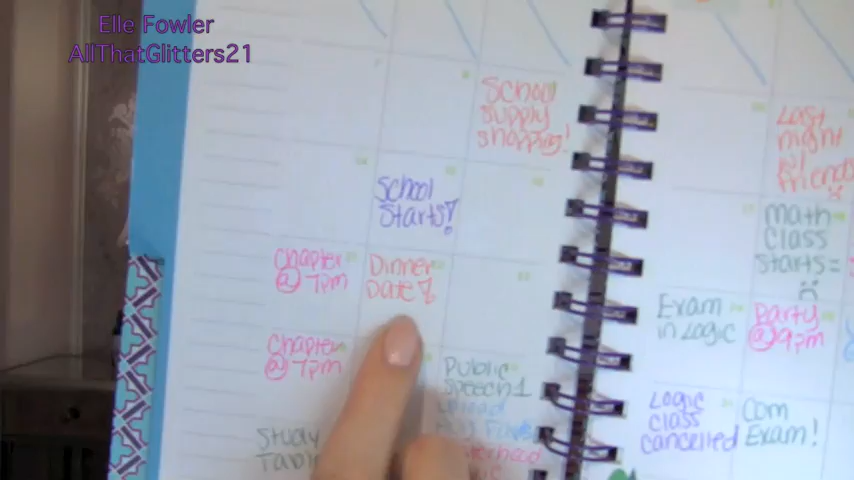 Elle Fowler
AllThatGlitters21
School
supply
shopping!
School
Starts!
Chapter
@ 7pm
Dinner
Date
Chapter
@ 7pm
Public
Speech 1
Study
Table
Last
night
w/
friends
math
Class
starts =
Exam
in Logic
Party
@ 9pm
Logic
class
cancelled
Com
Exam!